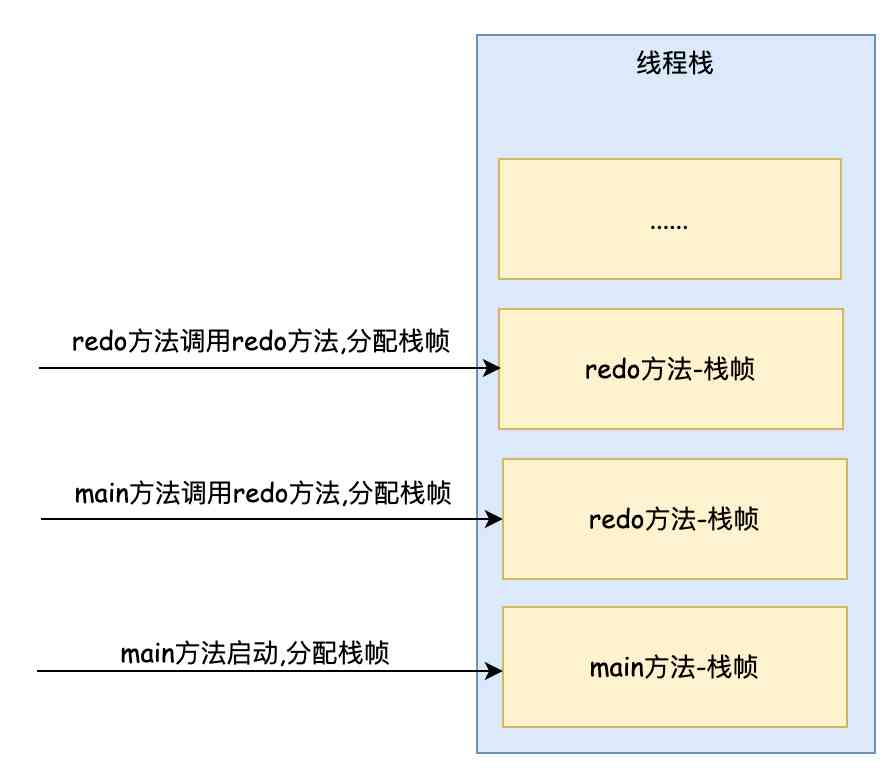 线程栈
......
redo方法调用redo方法,分配栈帧
redo方法-栈帧
main方法调用redo方法,分配栈帧
redo方法-栈帧
main方法启动,分配栈帧
main方法-栈帧